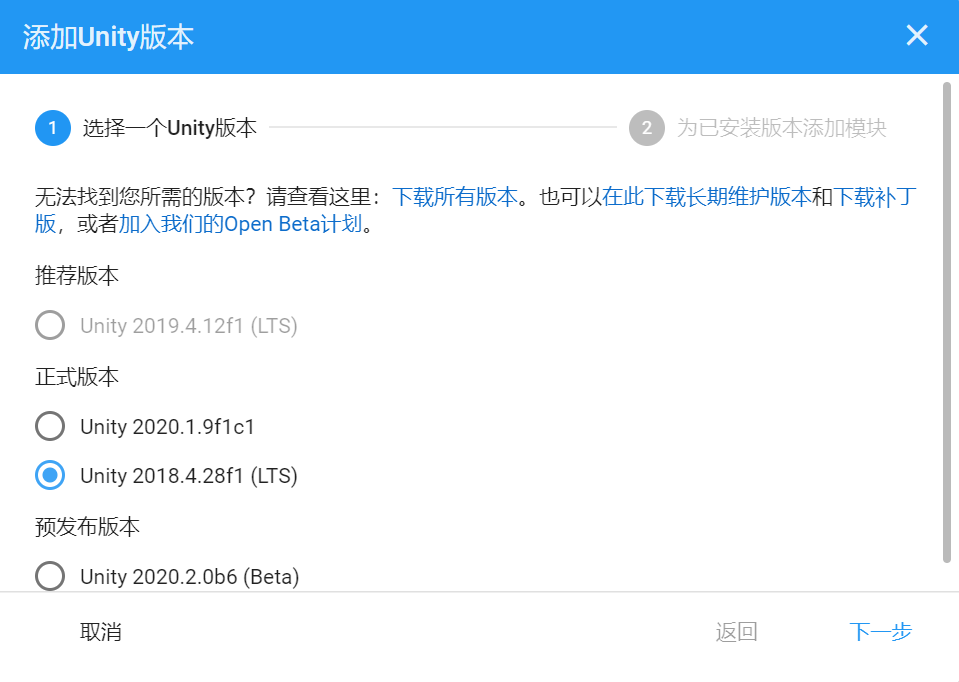 添加Unity版本
1 选择一个Unity版本 2 为已安装版本添加模块
无法找到您所需的版本？请查看这里：下载所有版本。也可以在此下载长期维护版本和下载补丁
版，或者加入我们的Open Beta计划。
推荐版本
Unity 2019.4.12f1 (LTS)
正式版本
Unity 2020.1.9f1c1
Unity 2018.4.28f1 (LTS)
预发布版本
Unity 2020.2.0b6 (Beta)
取消 返回 下一步